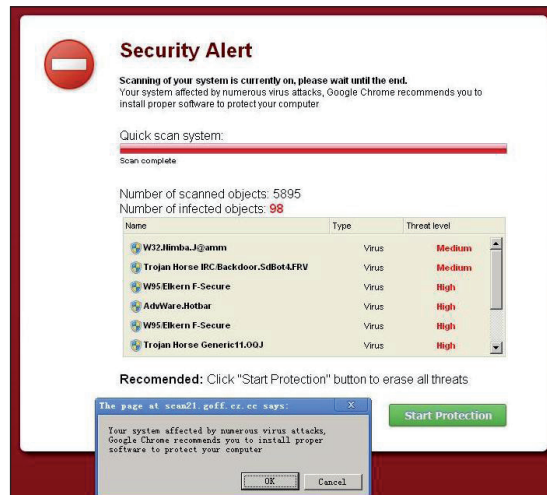 Security Alert
Scanning of your system is currently on, please wait until the end.
Your system affected by numerous virus attacks, Google Chrome recommends you to
install proper software to protect your computer
Quick scan system:
Scan complete
Number of scanned objects: 5895
Number of infected objects: 98
Name Type Threat level
W32.Nimba.J@amm Virus Medium
Trojan Horse IRC/Backdoor.SdBot4.FRV Virus Medium
W95/Elkern F-Secure Virus High
AdvWare.Hotbar Virus High
W95/Elkern F-Secure Virus High
Trojan Horse Generic11.OQJ Virus High
Recomended: Click "Start Protection" button to erase all threats
Start Protection
The page at scan21.goff.cz.cc says:
X
Your system affected by numerous virus attacks,
Google Chrome recommends you to install proper
software to protect your computer
OK Cancel